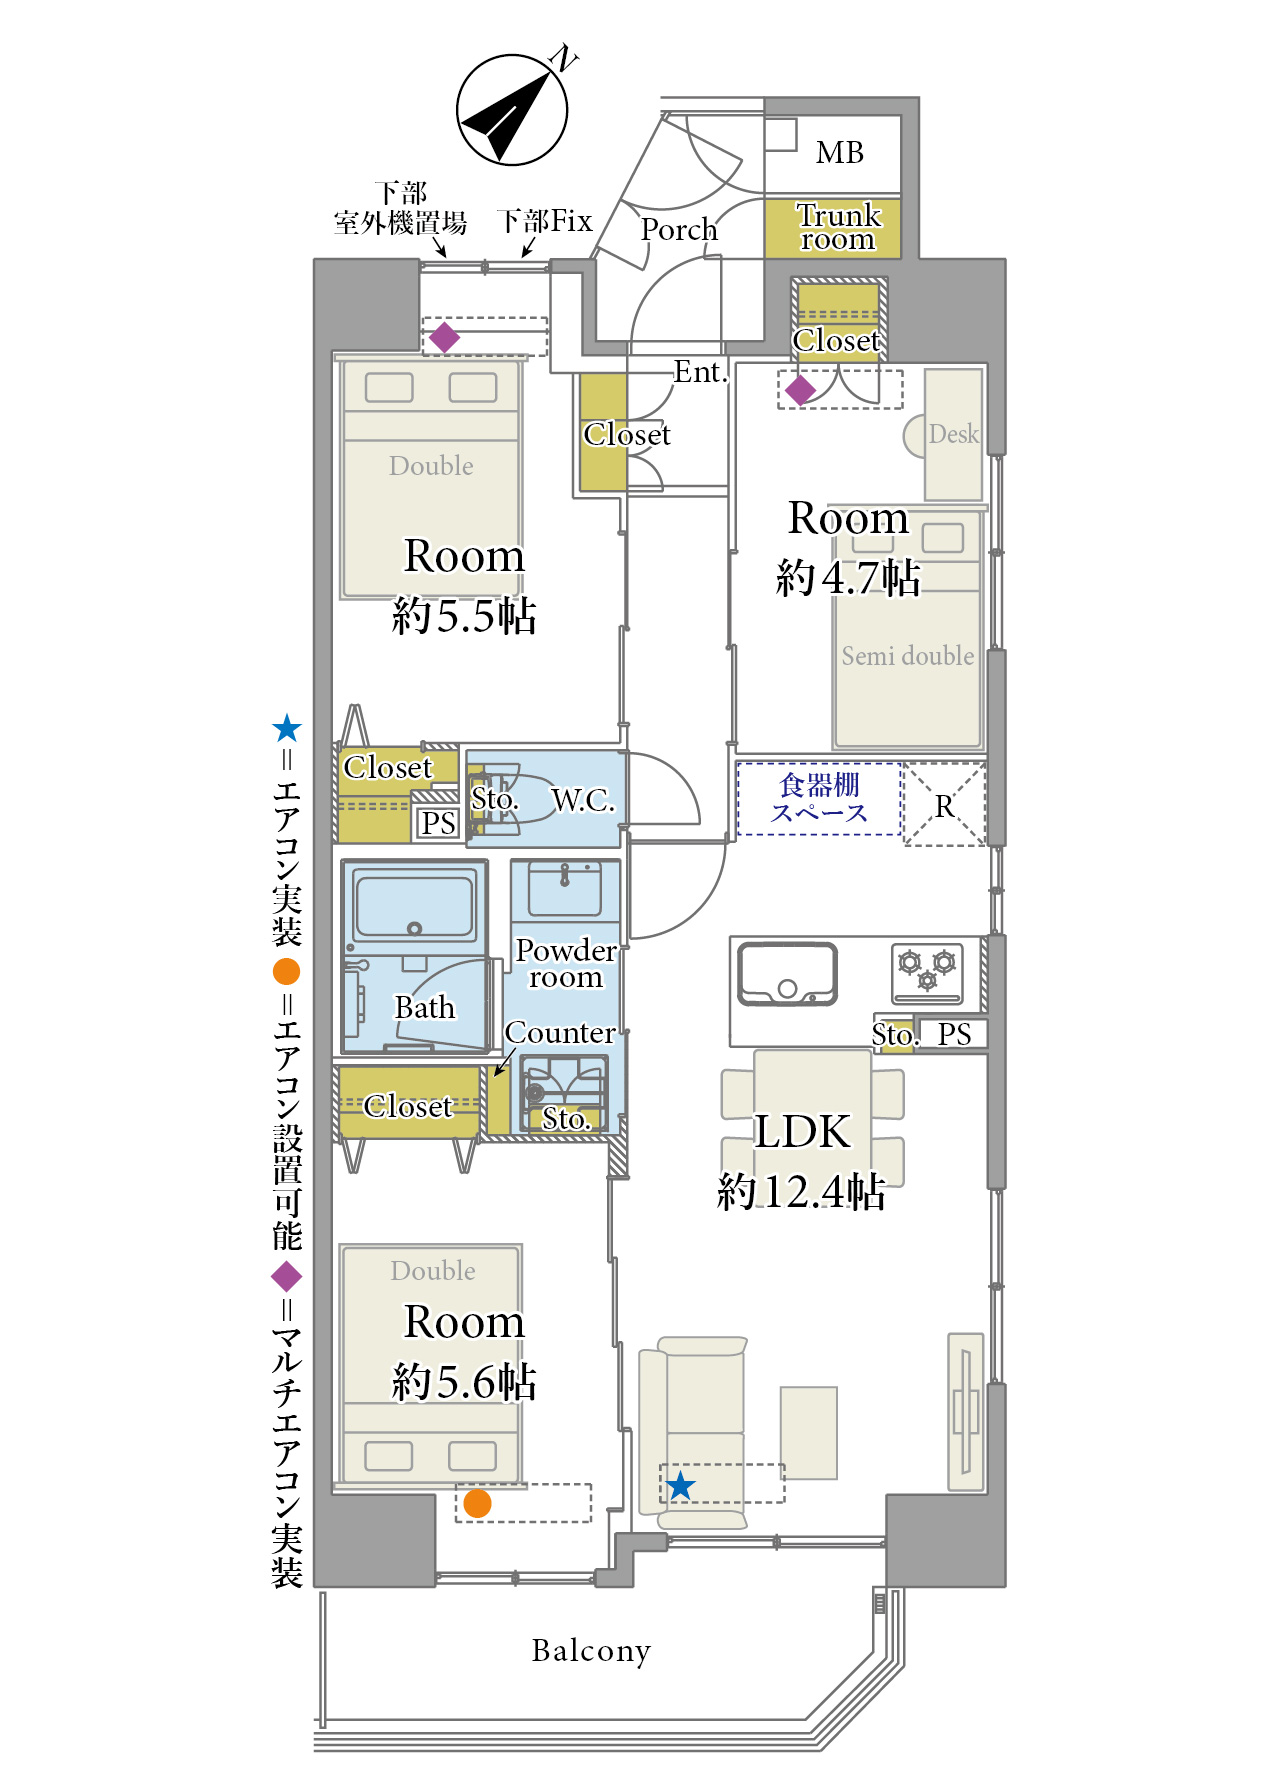 N
MB
下部
室外機置場
下部Fix
Trunk
room
Porch
Closet
Ent.
Closet
Desk
Double
Room
約4.7帖
Room
約5.5帖
Semi double
Closet
Sto.
W.C.
PS
食器棚
スペース
R
Powder
room
Bath
Counter
Sto.
PS
Closet
Sto.
LDK
約12.4帖
Double
Room
約5.6帖
Balcony
★=エアコン実装 ●=エアコン設置可能 ◆=マルチエアコン実装